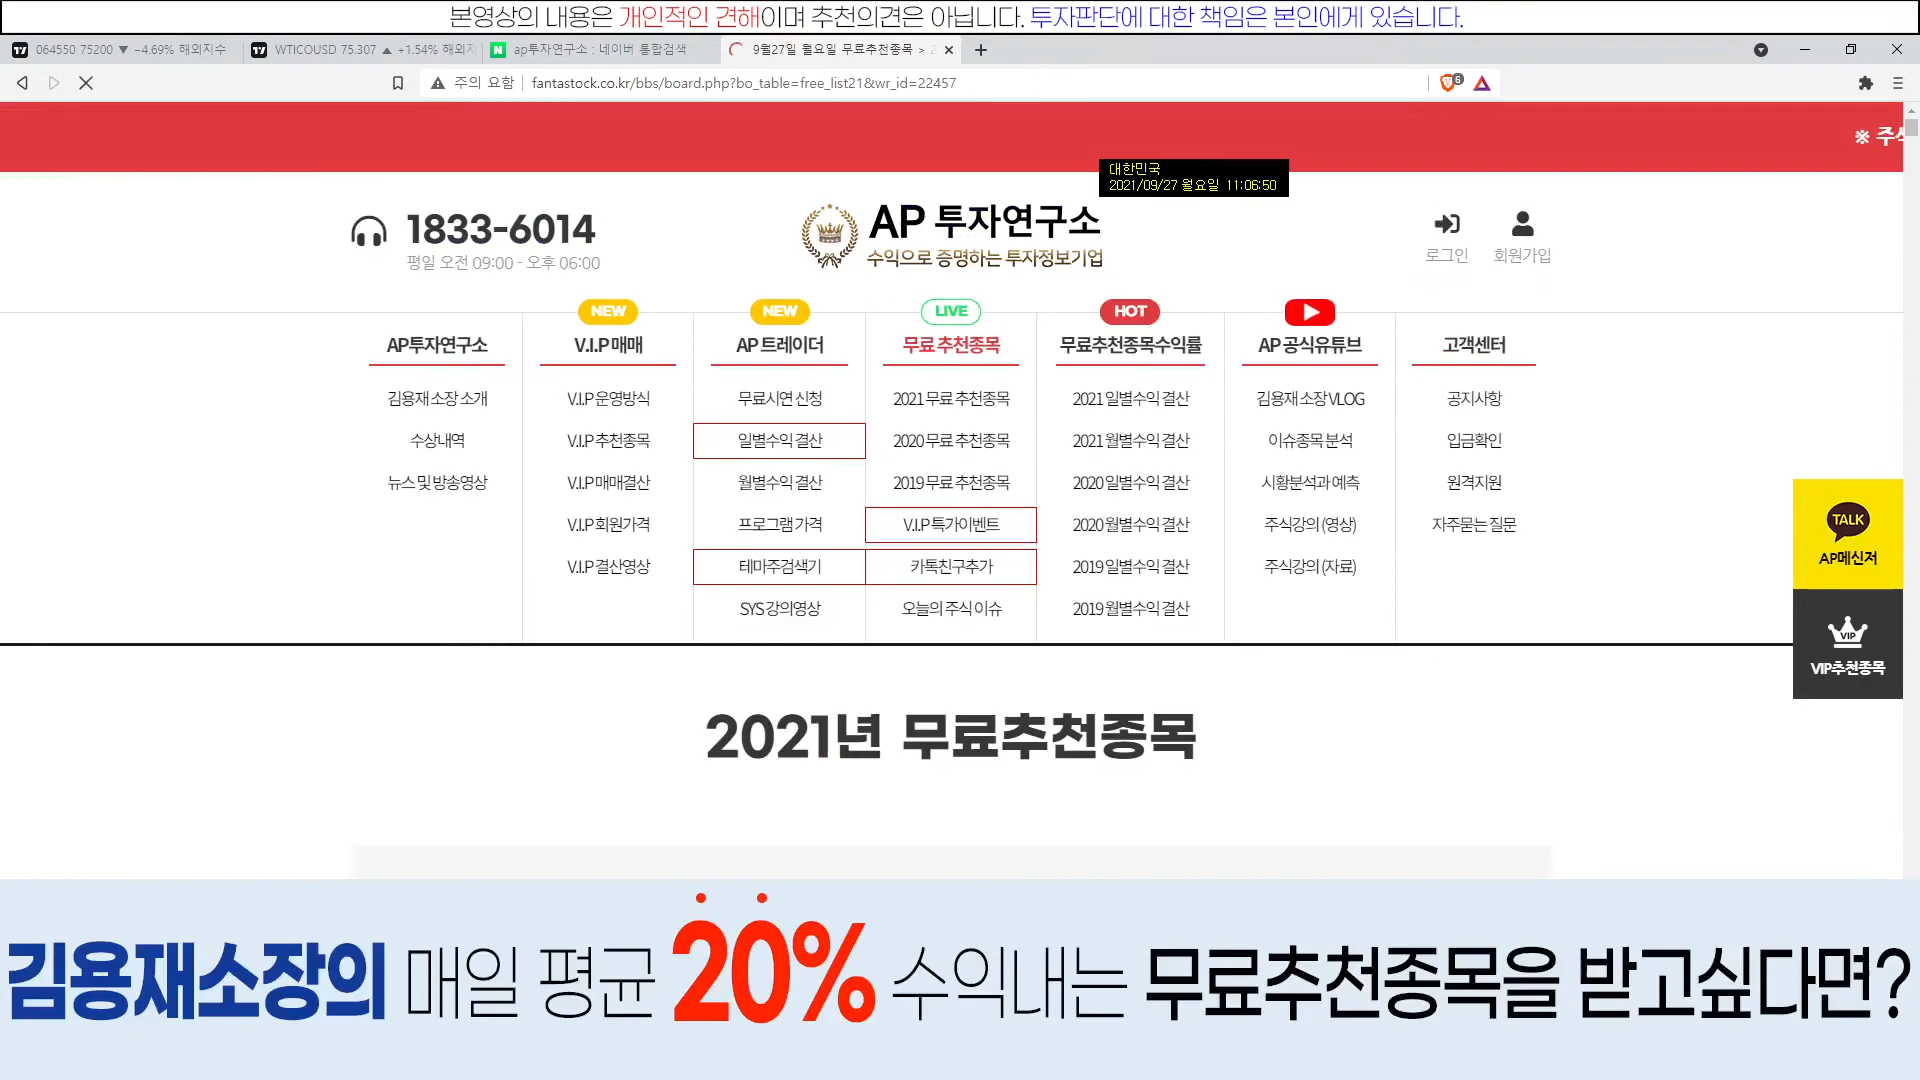 본영상의 내용은 개인적인 견해이며 추천의견은 아닙니다. 투자판단에 대한 책임은 본인에게 있습니다.
064550 75200 ▼ −4.69% 해외지수
WTICOUSD 75.307 ▲ +1.54% 해외지
ap투자연구소 : 네이버 통합검색
9월27일 월요일 무료추천종목 > 2
주의 요함
fantastock.co.kr/bbs/board.php?bo_table=free_list21&wr_id=22457
6
※ 주식
대한민국
2021/09/27 월요일 11:06:50
1833-6014
평일 오전 09:00 - 오후 06:00
AP 투자연구소
수익으로 증명하는 투자정보기업
로그인
회원가입
NEW
NEW
LIVE
HOT
AP투자연구소
V.I.P 매매
AP 트레이더
무료 추천종목
무료추천종목수익률
AP 공식유튜브
고객센터
김용재 소장 소개
V.I.P 운영방식
무료시연 신청
2021 무료 추천종목
2021 일별수익 결산
김용재 소장 VLOG
공지사항
수상내역
V.I.P 추천종목
일별수익 결산
2020 무료 추천종목
2021 월별수익 결산
이슈종목 분석
입금확인
뉴스 및 방송영상
V.I.P 매매결산
월별수익 결산
2019 무료 추천종목
2020 일별수익 결산
시황분석과 예측
원격지원
V.I.P 회원가격
프로그램 가격
V.I.P 특가이벤트
2020 월별수익 결산
주식강의 (영상)
자주묻는 질문
V.I.P 결산영상
테마주검색기
카톡친구추가
2019 일별수익 결산
주식강의 (자료)
SYS 강의영상
오늘의 주식 이슈
2019 월별수익 결산
TALK
AP메신저
VIP
VIP추천종목
2021년 무료추천종목
김용재소장의 매일 평균 20% 수익내는 무료추천종목을 받고싶다면?